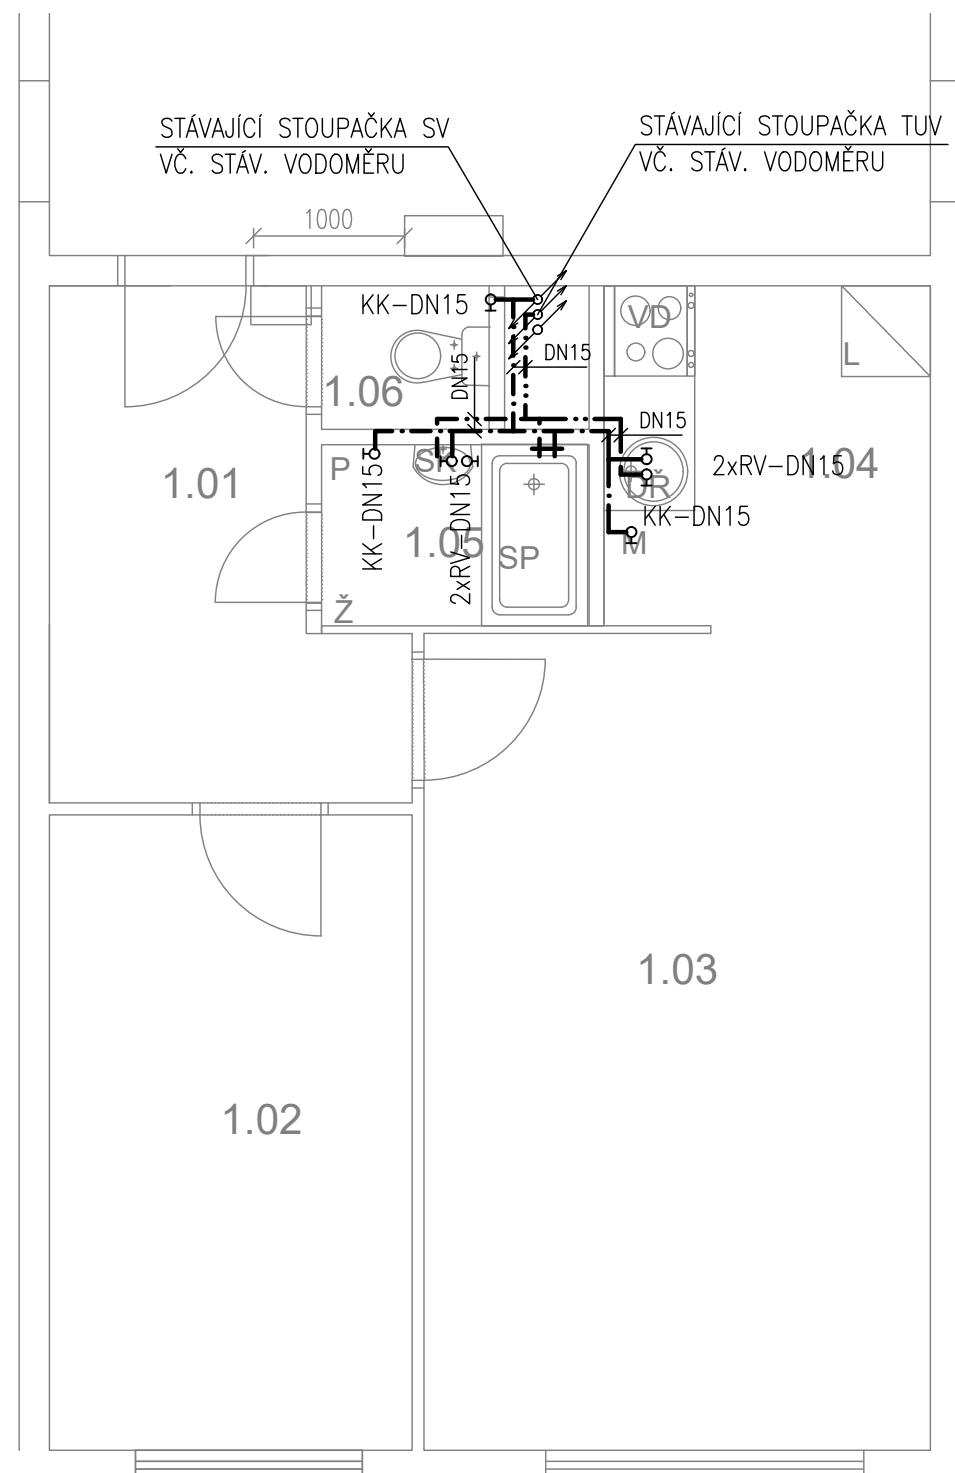 STÁVAJÍCÍ STOUPAČKA SV
VČ. STÁV. VODOMĚRU
STÁVAJÍCÍ STOUPAČKA TUV
VČ. STÁV. VODOMĚRU
1000
KK-DN15
VD
L
DN15
DN15
1.06
DN15
P
SK
1.01
2xRV-DN15
1.04
DŘ
KK-DN15
KK-DN15
2xRV-DN15
1.05
SP
M
Ž
1.03
1.02